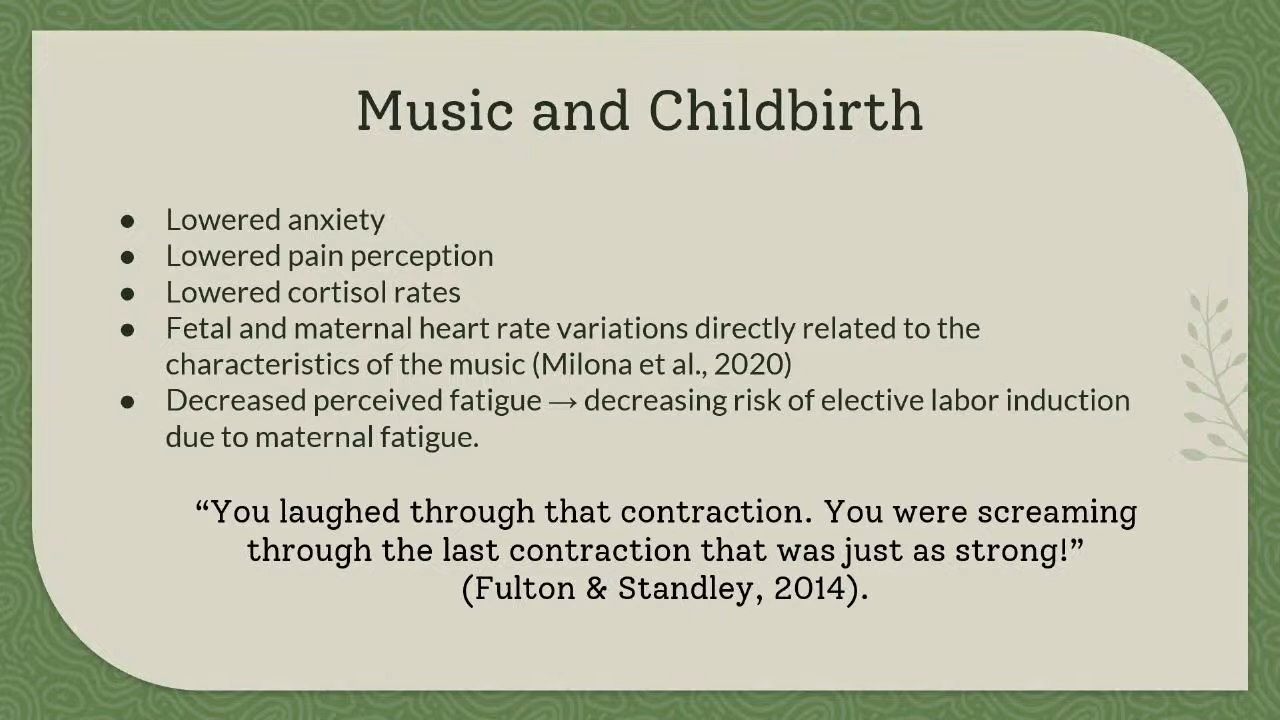 Music and Childbirth
● Lowered anxiety
● Lowered pain perception
● Lowered cortisol rates
● Fetal and maternal heart rate variations directly related to the
characteristics of the music (Milona et al., 2020)
● Decreased perceived fatigue → decreasing risk of elective labor induction
due to maternal fatigue.
“You laughed through that contraction. You were screaming
through the last contraction that was just as strong!”
(Fulton & Standley, 2014).